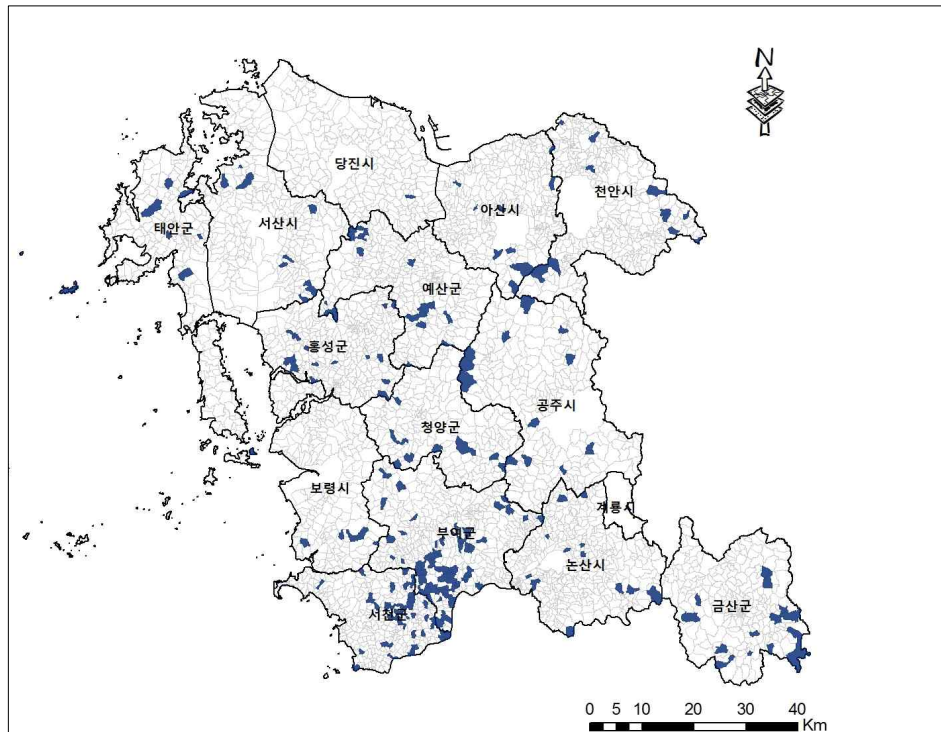 N
당진시
천안시
아산시
서산시
태안군
예산군
홍성군
공주시
청양군
보령시
계룡시
부여군
논산시
금산군
서천군
0 5 10 20 30 40
Km